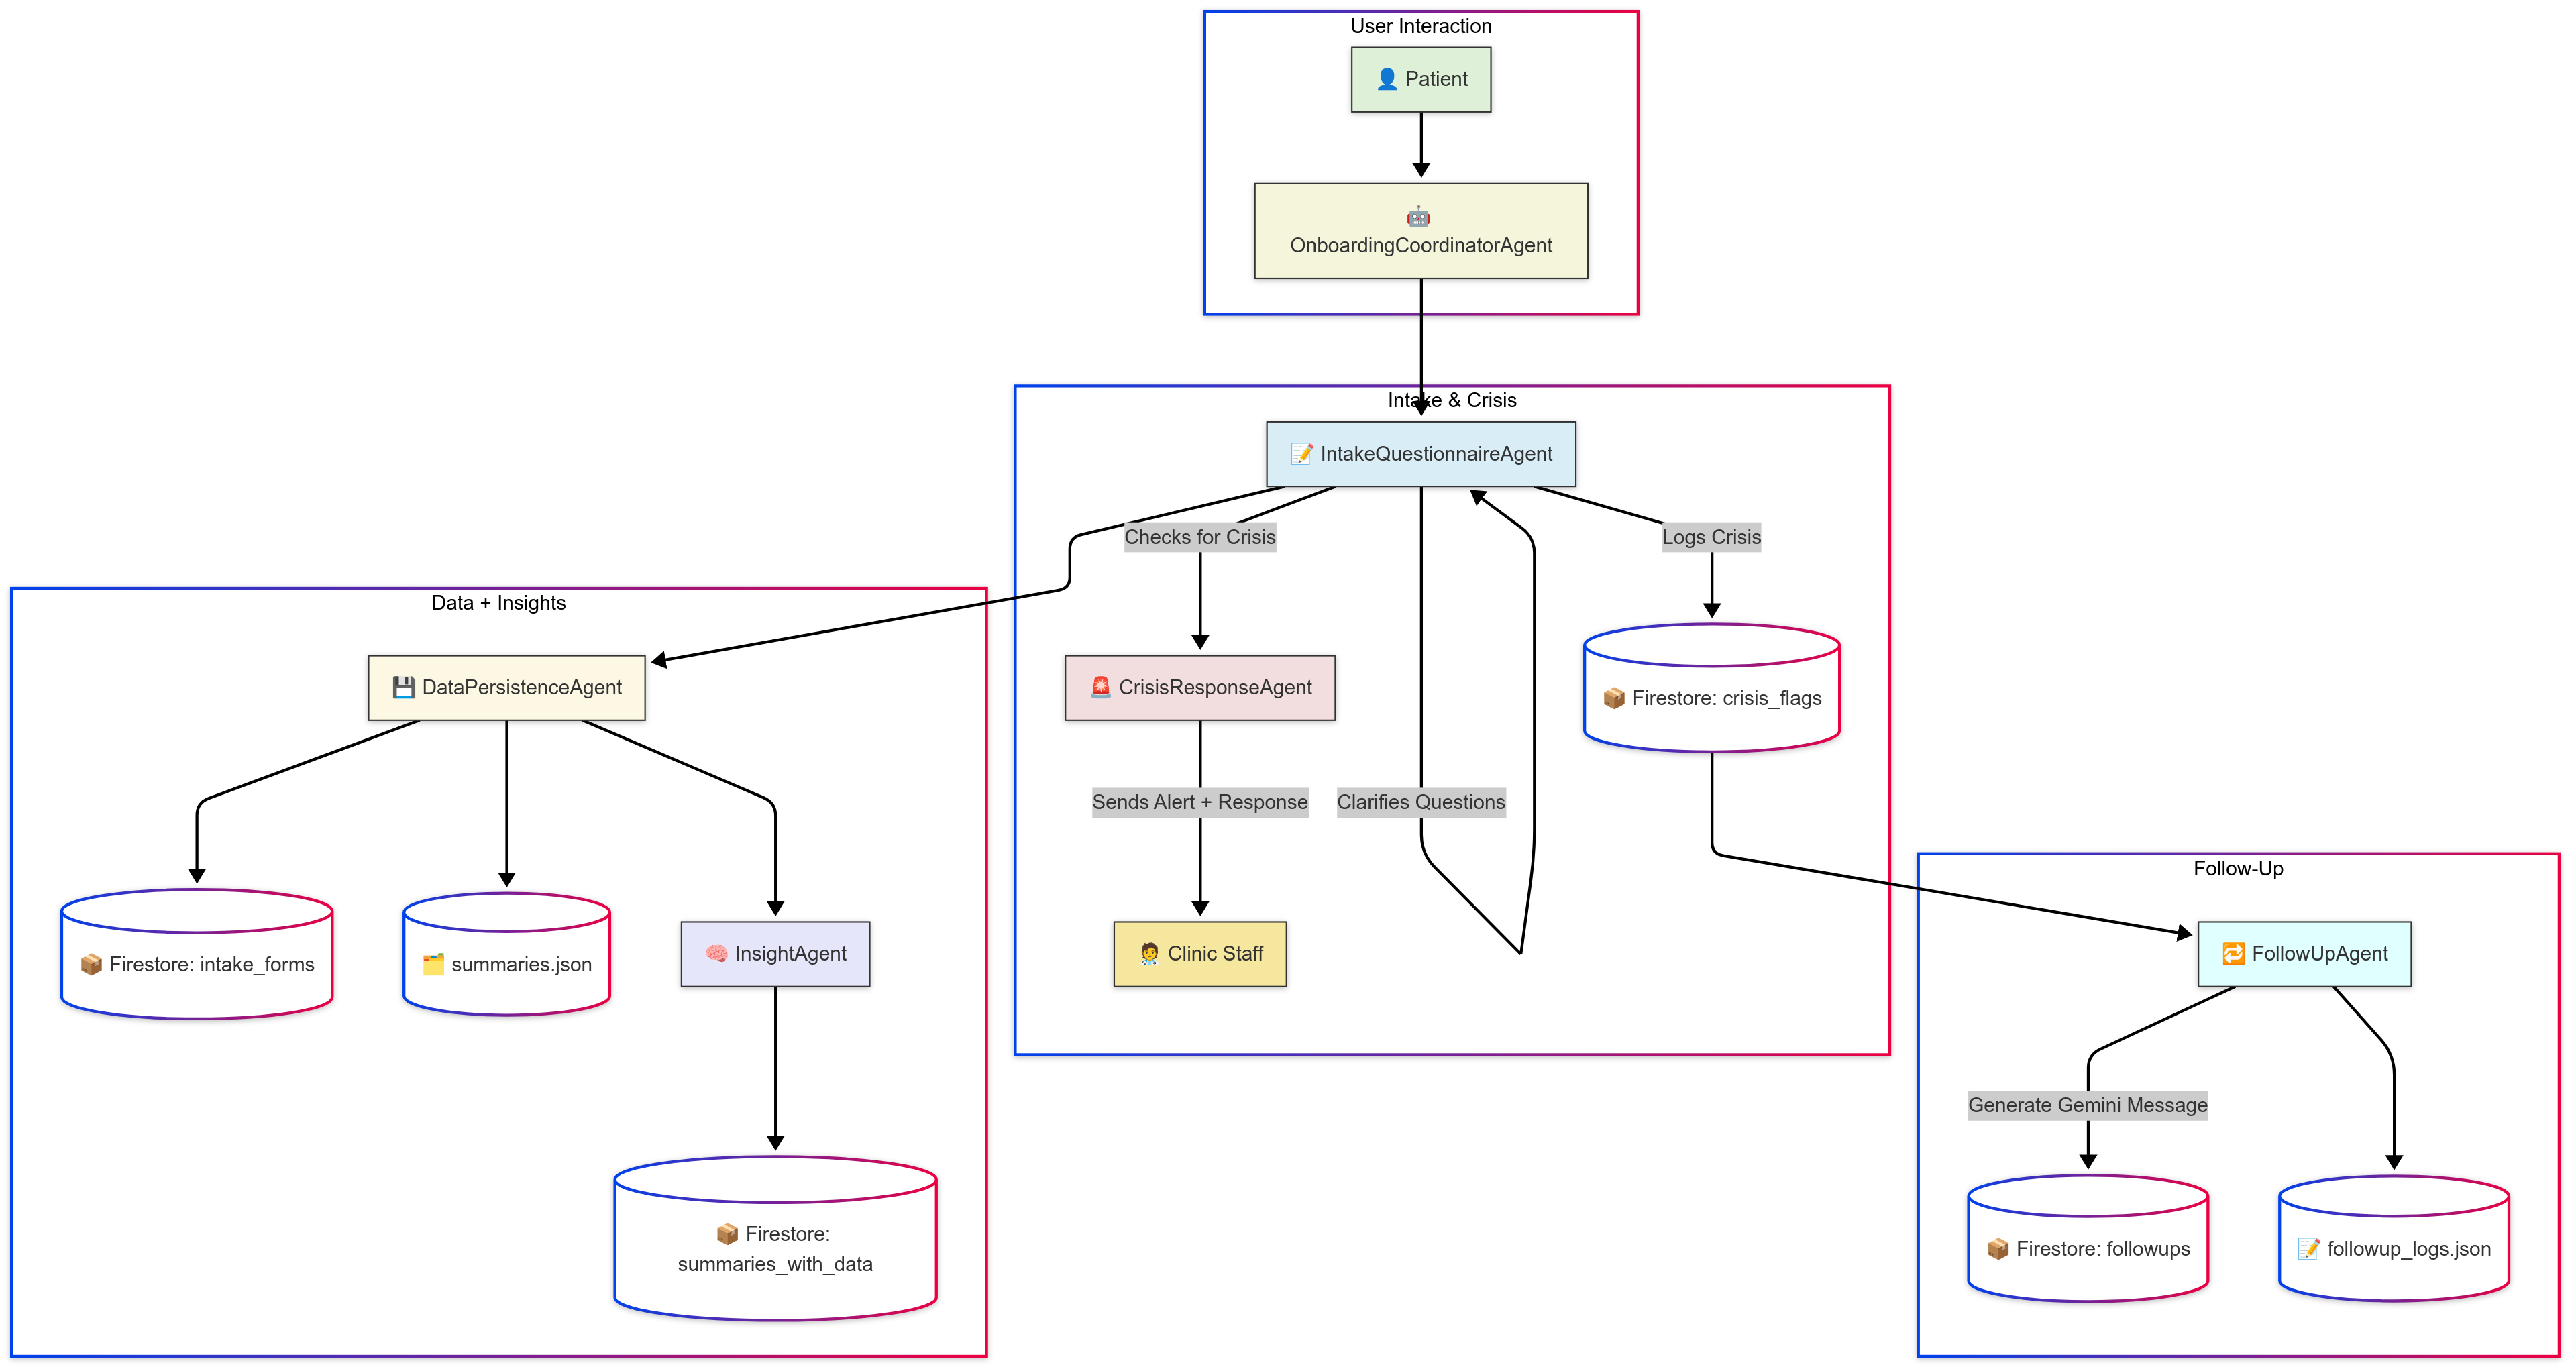 User Interaction
👤 Patient
🤖
OnboardingCoordinatorAgent
Intake & Crisis
📝 IntakeQuestionnaireAgent
Checks for Crisis
Logs Crisis
Data + Insights
💾 DataPersistenceAgent
🚨 CrisisResponseAgent
📦 Firestore: crisis_flags
Sends Alert + Response
Clarifies Questions
Follow-Up
📦 Firestore: intake_forms
🗂️ summaries.json
🧠 InsightAgent
🧑‍⚕️ Clinic Staff
🔁 FollowUpAgent
Generate Gemini Message
📦 Firestore:
summaries_with_data
📦 Firestore: followups
📝 followup_logs.json